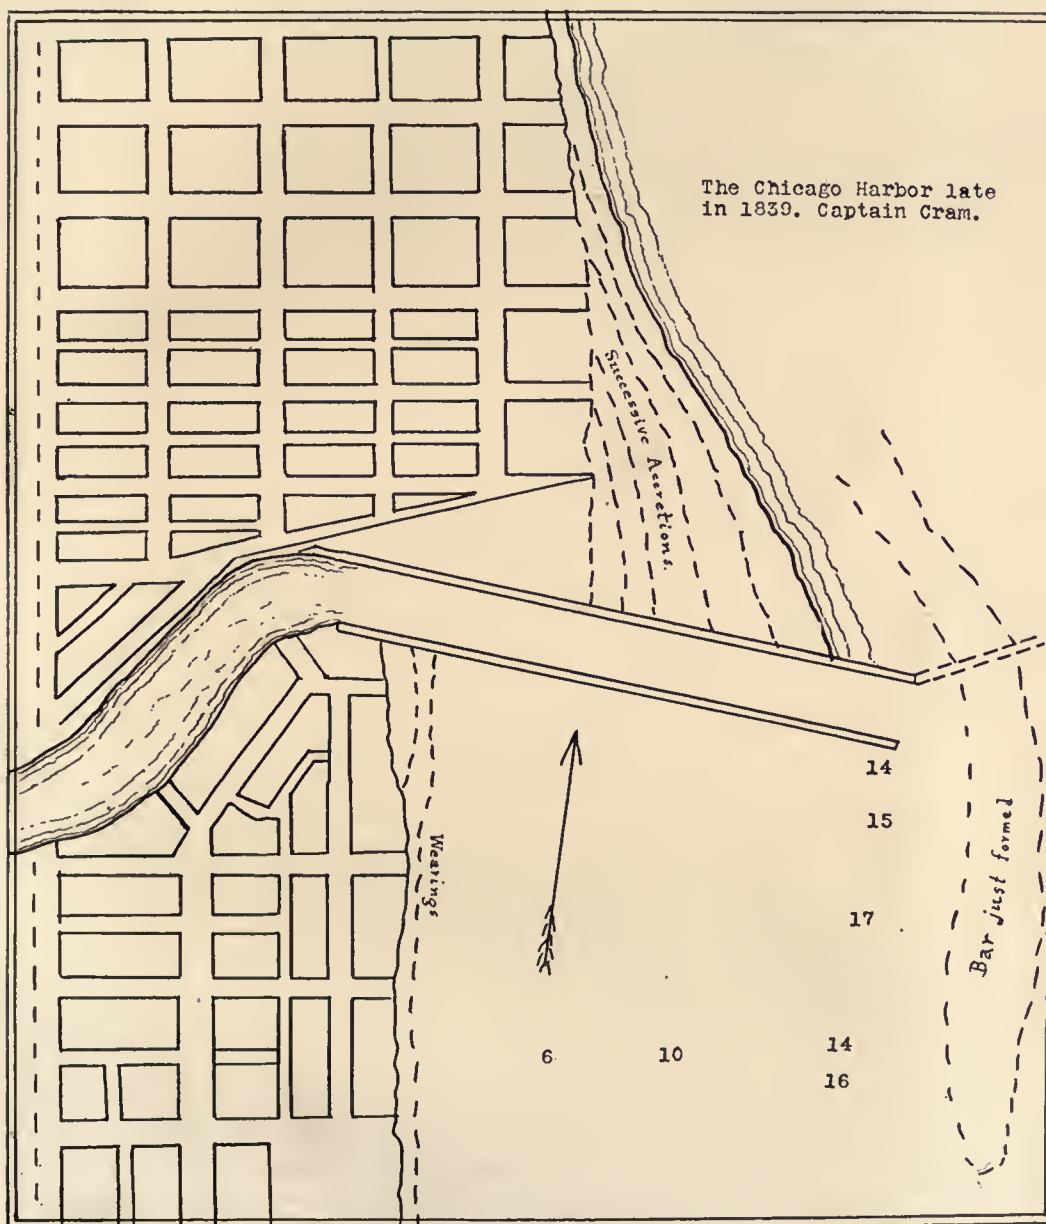 The Chicago Harbor late
in 1839. Captain Cram.
Successive Accretions.
14
15
Wearings
Bar just formed
17
6
10
14
16